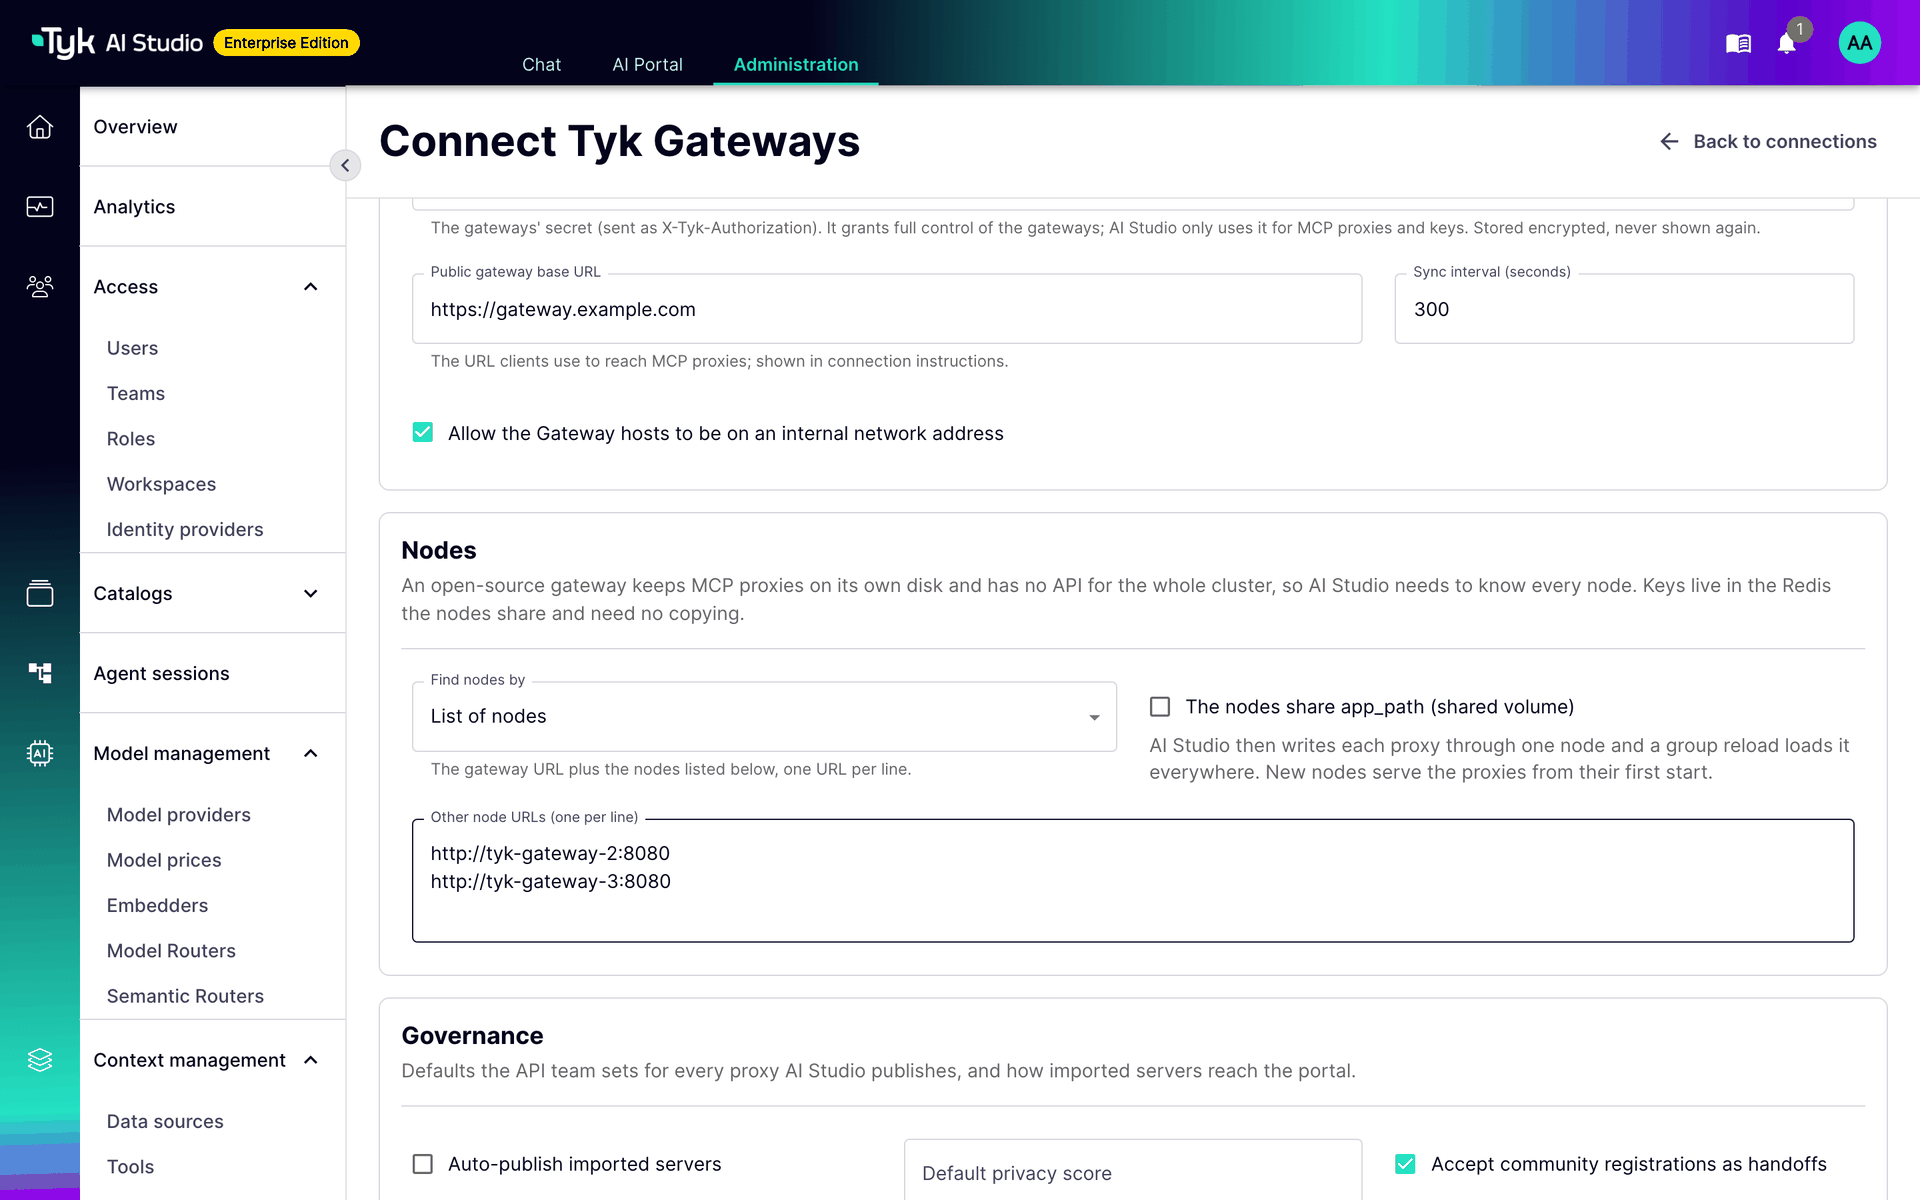 Tyk AI Studio Enterprise Edition
Chat
AI Portal
Administration
1
AA
Overview
Analytics
Access
Users
Teams
Roles
Workspaces
Identity providers
Catalogs
Agent sessions
Model management
Model providers
Model prices
Embedders
Model Routers
Semantic Routers
AI
Context management
Data sources
Tools
Connect Tyk Gateways
Back to connections
The gateways' secret (sent as X-Tyk-Authorization). It grants full control of the gateways; AI Studio only uses it for MCP proxies and keys. Stored encrypted, never shown again.
Public gateway base URL
https://gateway.example.com
The URL clients use to reach MCP proxies; shown in connection instructions.
Sync interval (seconds)
300
Allow the Gateway hosts to be on an internal network address
Nodes
An open-source gateway keeps MCP proxies on its own disk and has no API for the whole cluster, so AI Studio needs to know every node. Keys live in the Redis
the nodes share and need no copying.
Find nodes by
List of nodes
The gateway URL plus the nodes listed below, one URL per line.
The nodes share app_path (shared volume)
AI Studio then writes each proxy through one node and a group reload loads it
everywhere. New nodes serve the proxies from their first start.
Other node URLs (one per line)
http://tyk-gateway-2:8080
http://tyk-gateway-3:8080
Governance
Defaults the API team sets for every proxy AI Studio publishes, and how imported servers reach the portal.
Auto-publish imported servers
Default privacy score
Accept community registrations as handoffs